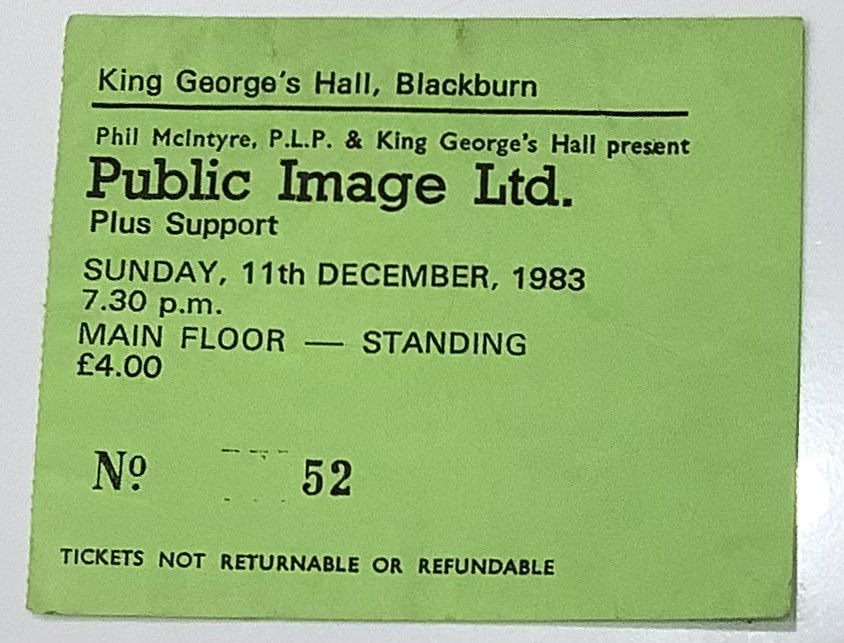 King George's Hall, Blackburn
Phil McIntyre, P.L.P. & King George's Hall present
Public Image Ltd.
Plus Support
SUNDAY, 11th DECEMBER, 1983
7.30 p.m.
MAIN FLOOR — STANDING
£4.00
Nº 52
TICKETS NOT RETURNABLE OR REFUNDABLE